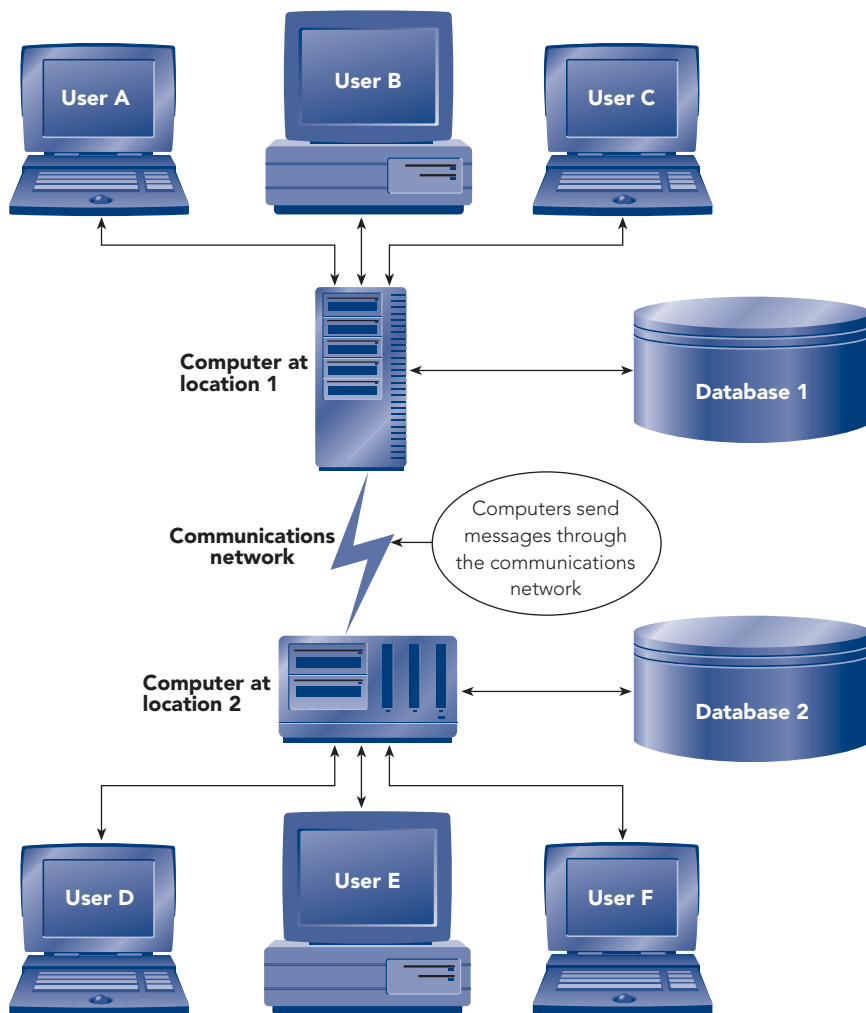 User A
User B
User C
Computer at
location 1
Database 1
Communications
network
Computers send
messages through
the communications
network
Computer at
location 2
Database 2
User D
User E
User F